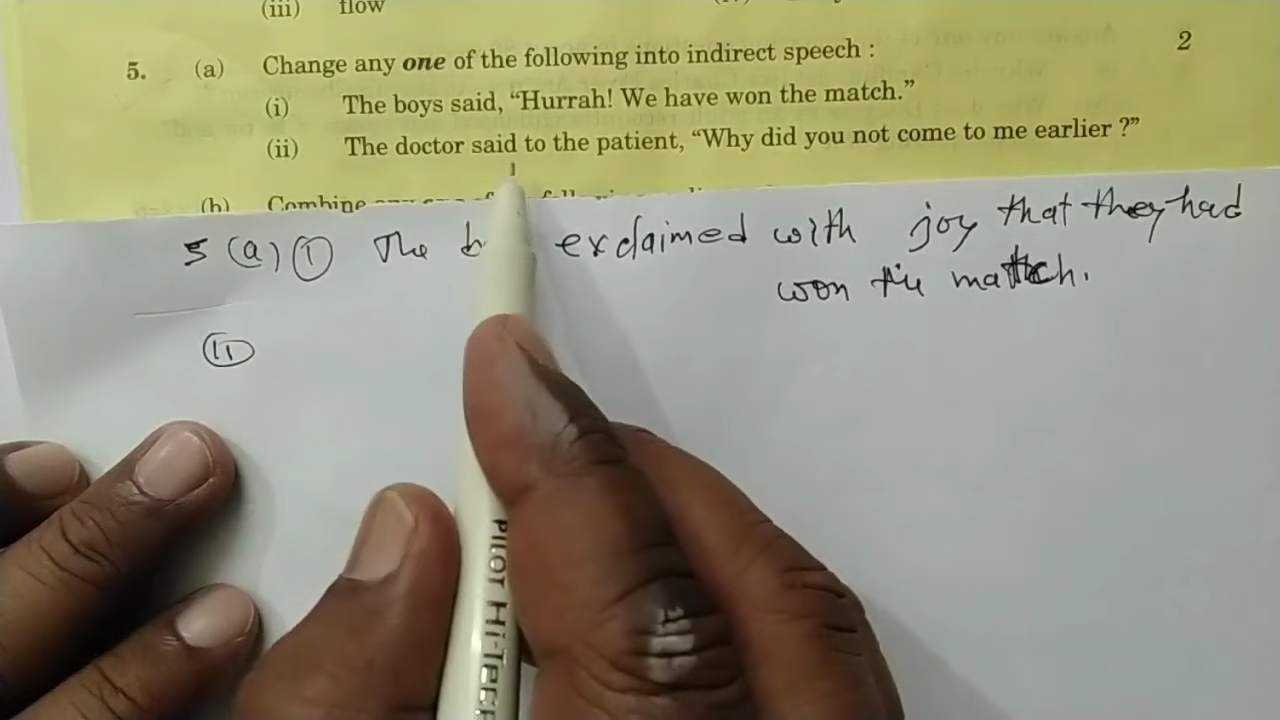 (iii) flow
5. (a) Change any one of the following into indirect speech : 2
(i) The boys said, “Hurrah! We have won the match.”
(ii) The doctor said to the patient, “Why did you not come to me earlier ?”
(b) Combine
5 (a) (i) The exclaimed with joy that they had
won the match.
(ii)
PILOT HI-TECP